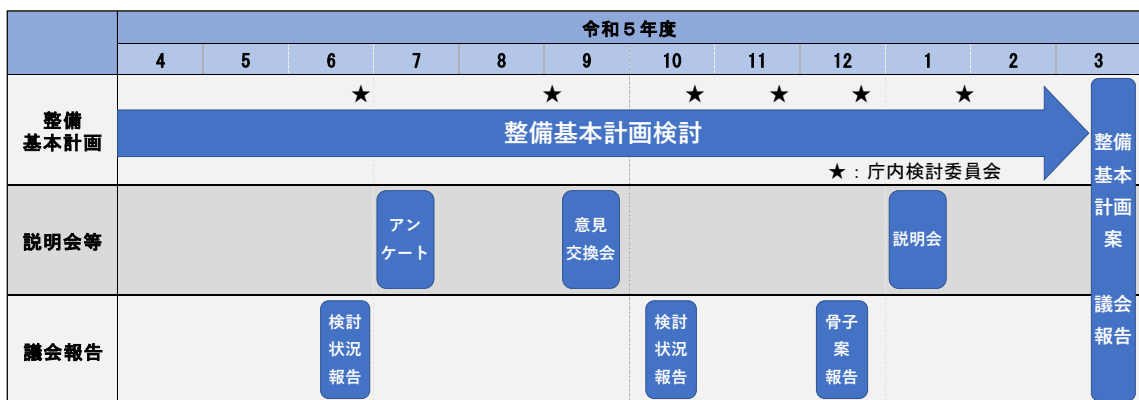 令和５年度
4 5 6 7 8 9 10 11 12 1 2 3
整備
基本計画
★ ★ ★ ★ ★ ★
整備基本計画検討
★：庁内検討委員会
説明会等
アン
ケート
意見
交換会
説明会
議会報告
検討
状況
報告
検討
状況
報告
骨子
案
報告
整備
基本
計画
案
議会
報告